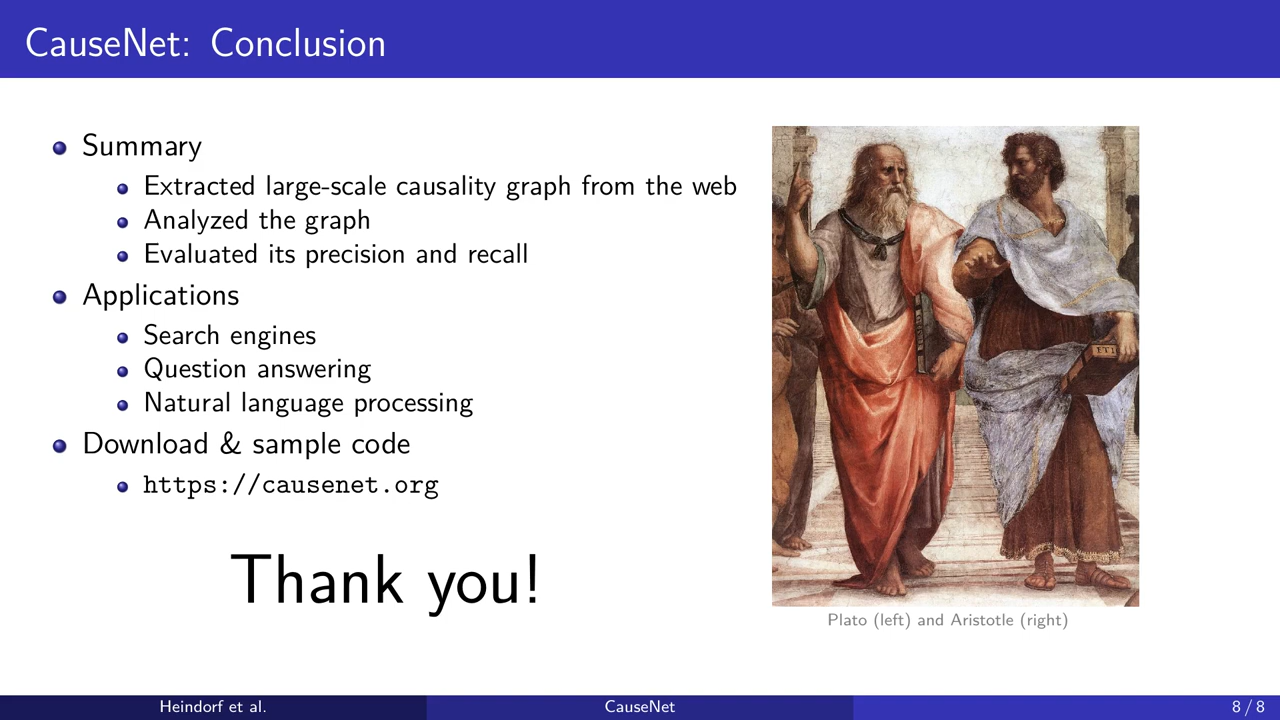 CauseNet: Conclusion
Summary
Extracted large-scale causality graph from the web
Analyzed the graph
Evaluated its precision and recall
Applications
Search engines
Question answering
Natural language processing
Download & sample code
https://causenet.org
Thank you!
ETI
Plato (left) and Aristotle (right)
Heindorf et al.
CauseNet
8 / 8